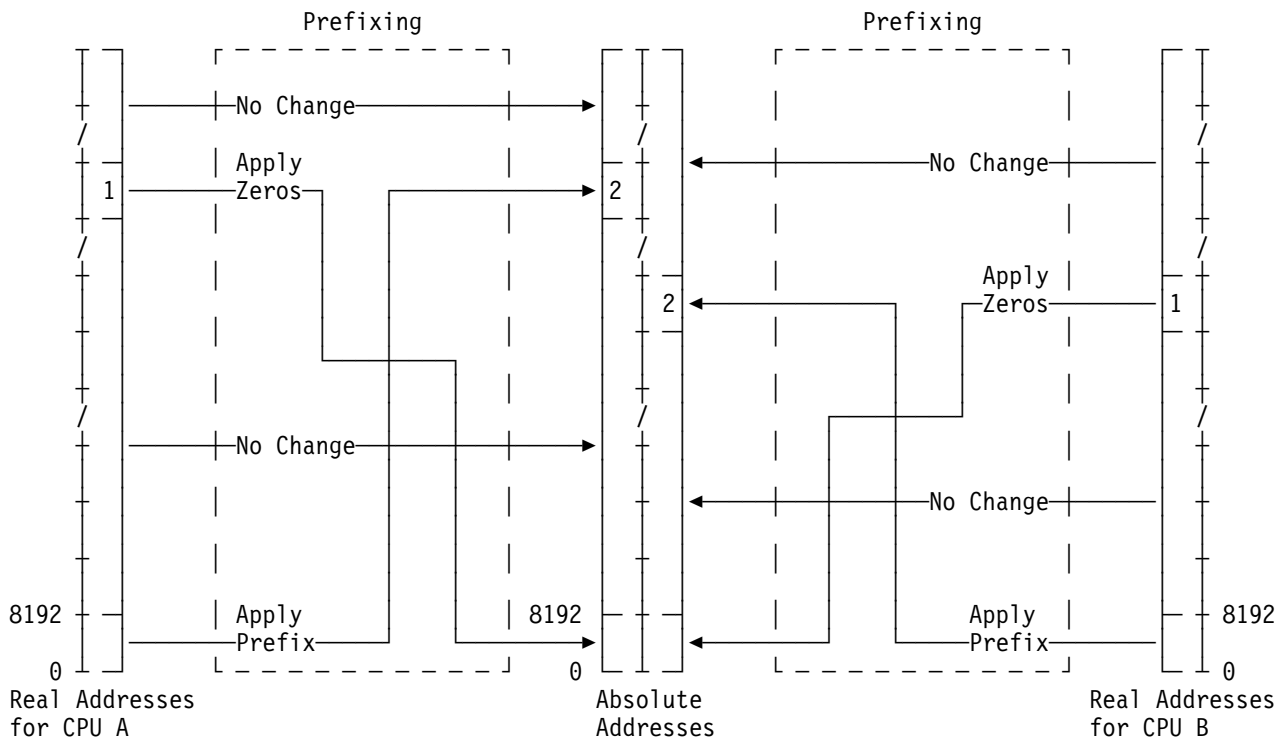 Prefixing
Prefixing
No Change
Apply
No Change
1
Zeros
2
Apply
2
Zeros
1
No Change
No Change
8192
Apply
8192
Apply
8192
Prefix
Prefix
0
0
0
Real Addresses
for CPU A
Absolute
Addresses
Real Addresses
for CPU B